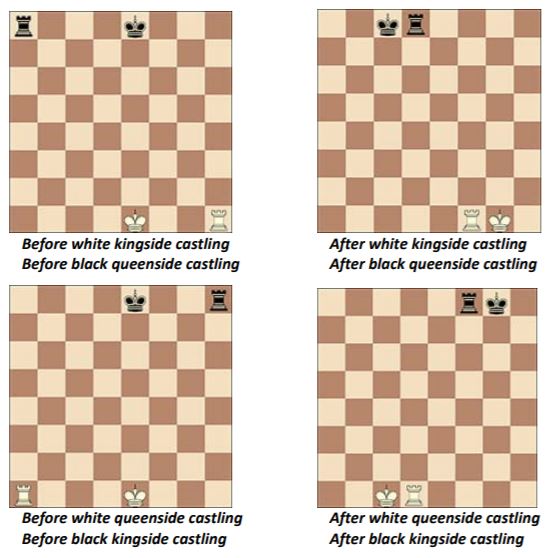 Before white kingside castling
Before black queenside castling
After white kingside castling
After black queenside castling
Before white queenside castling
Before black kingside castling
After white queenside castling
After black kingside castling